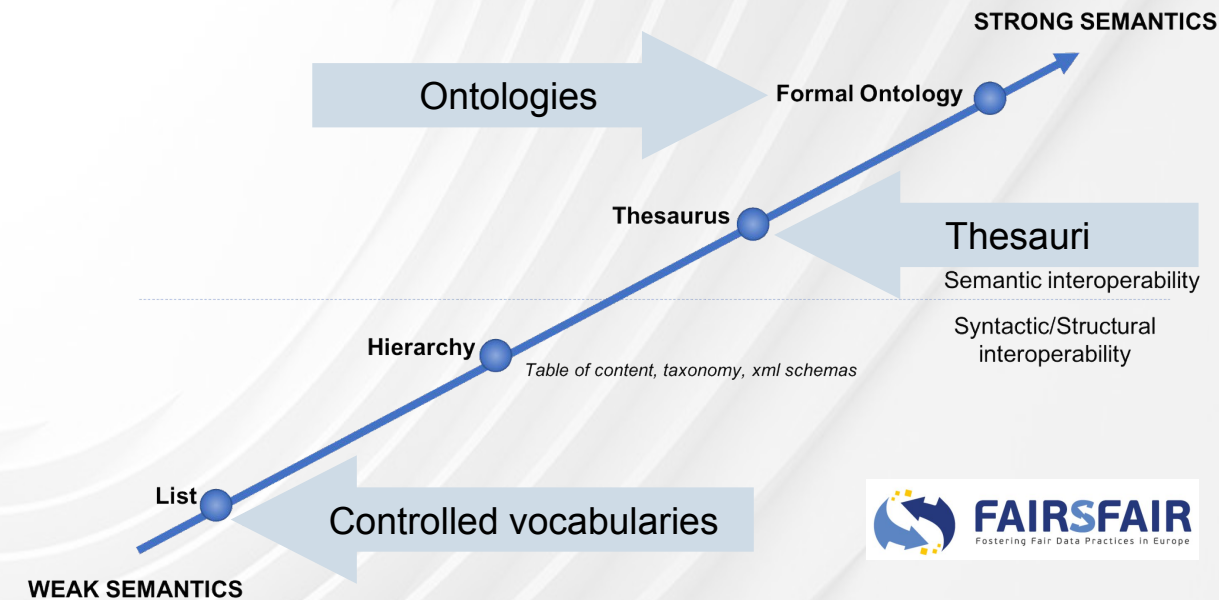 STRONG SEMANTICS
Ontologies
Formal Ontology
Thesaurus
Thesauri
Semantic interoperability
Syntactic/Structural
interoperability
Hierarchy
Table of content, taxonomy, xml schemas
List
Controlled vocabularies
FAIRSFAIR
Fostering Fair Data Practices in Europe
WEAK SEMANTICS